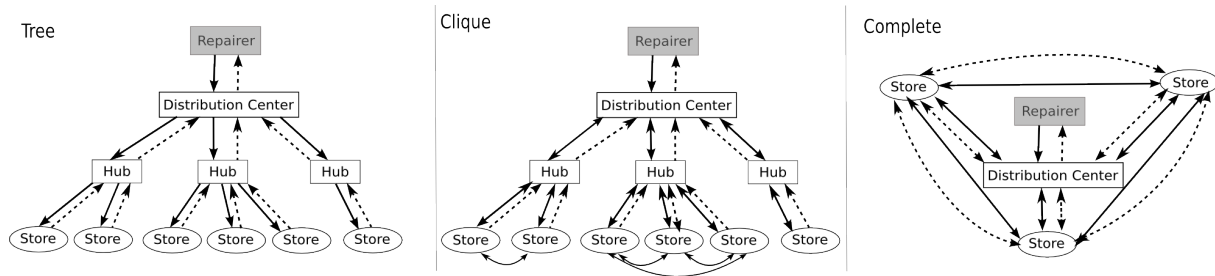 Tree
Repairer
Distribution Center
Hub Hub Hub
Store Store Store Store Store Store
Clique
Repairer
Distribution Center
Hub Hub Hub
Store Store Store Store Store Store
Complete
Store Store
Repairer
Distribution Center
Store